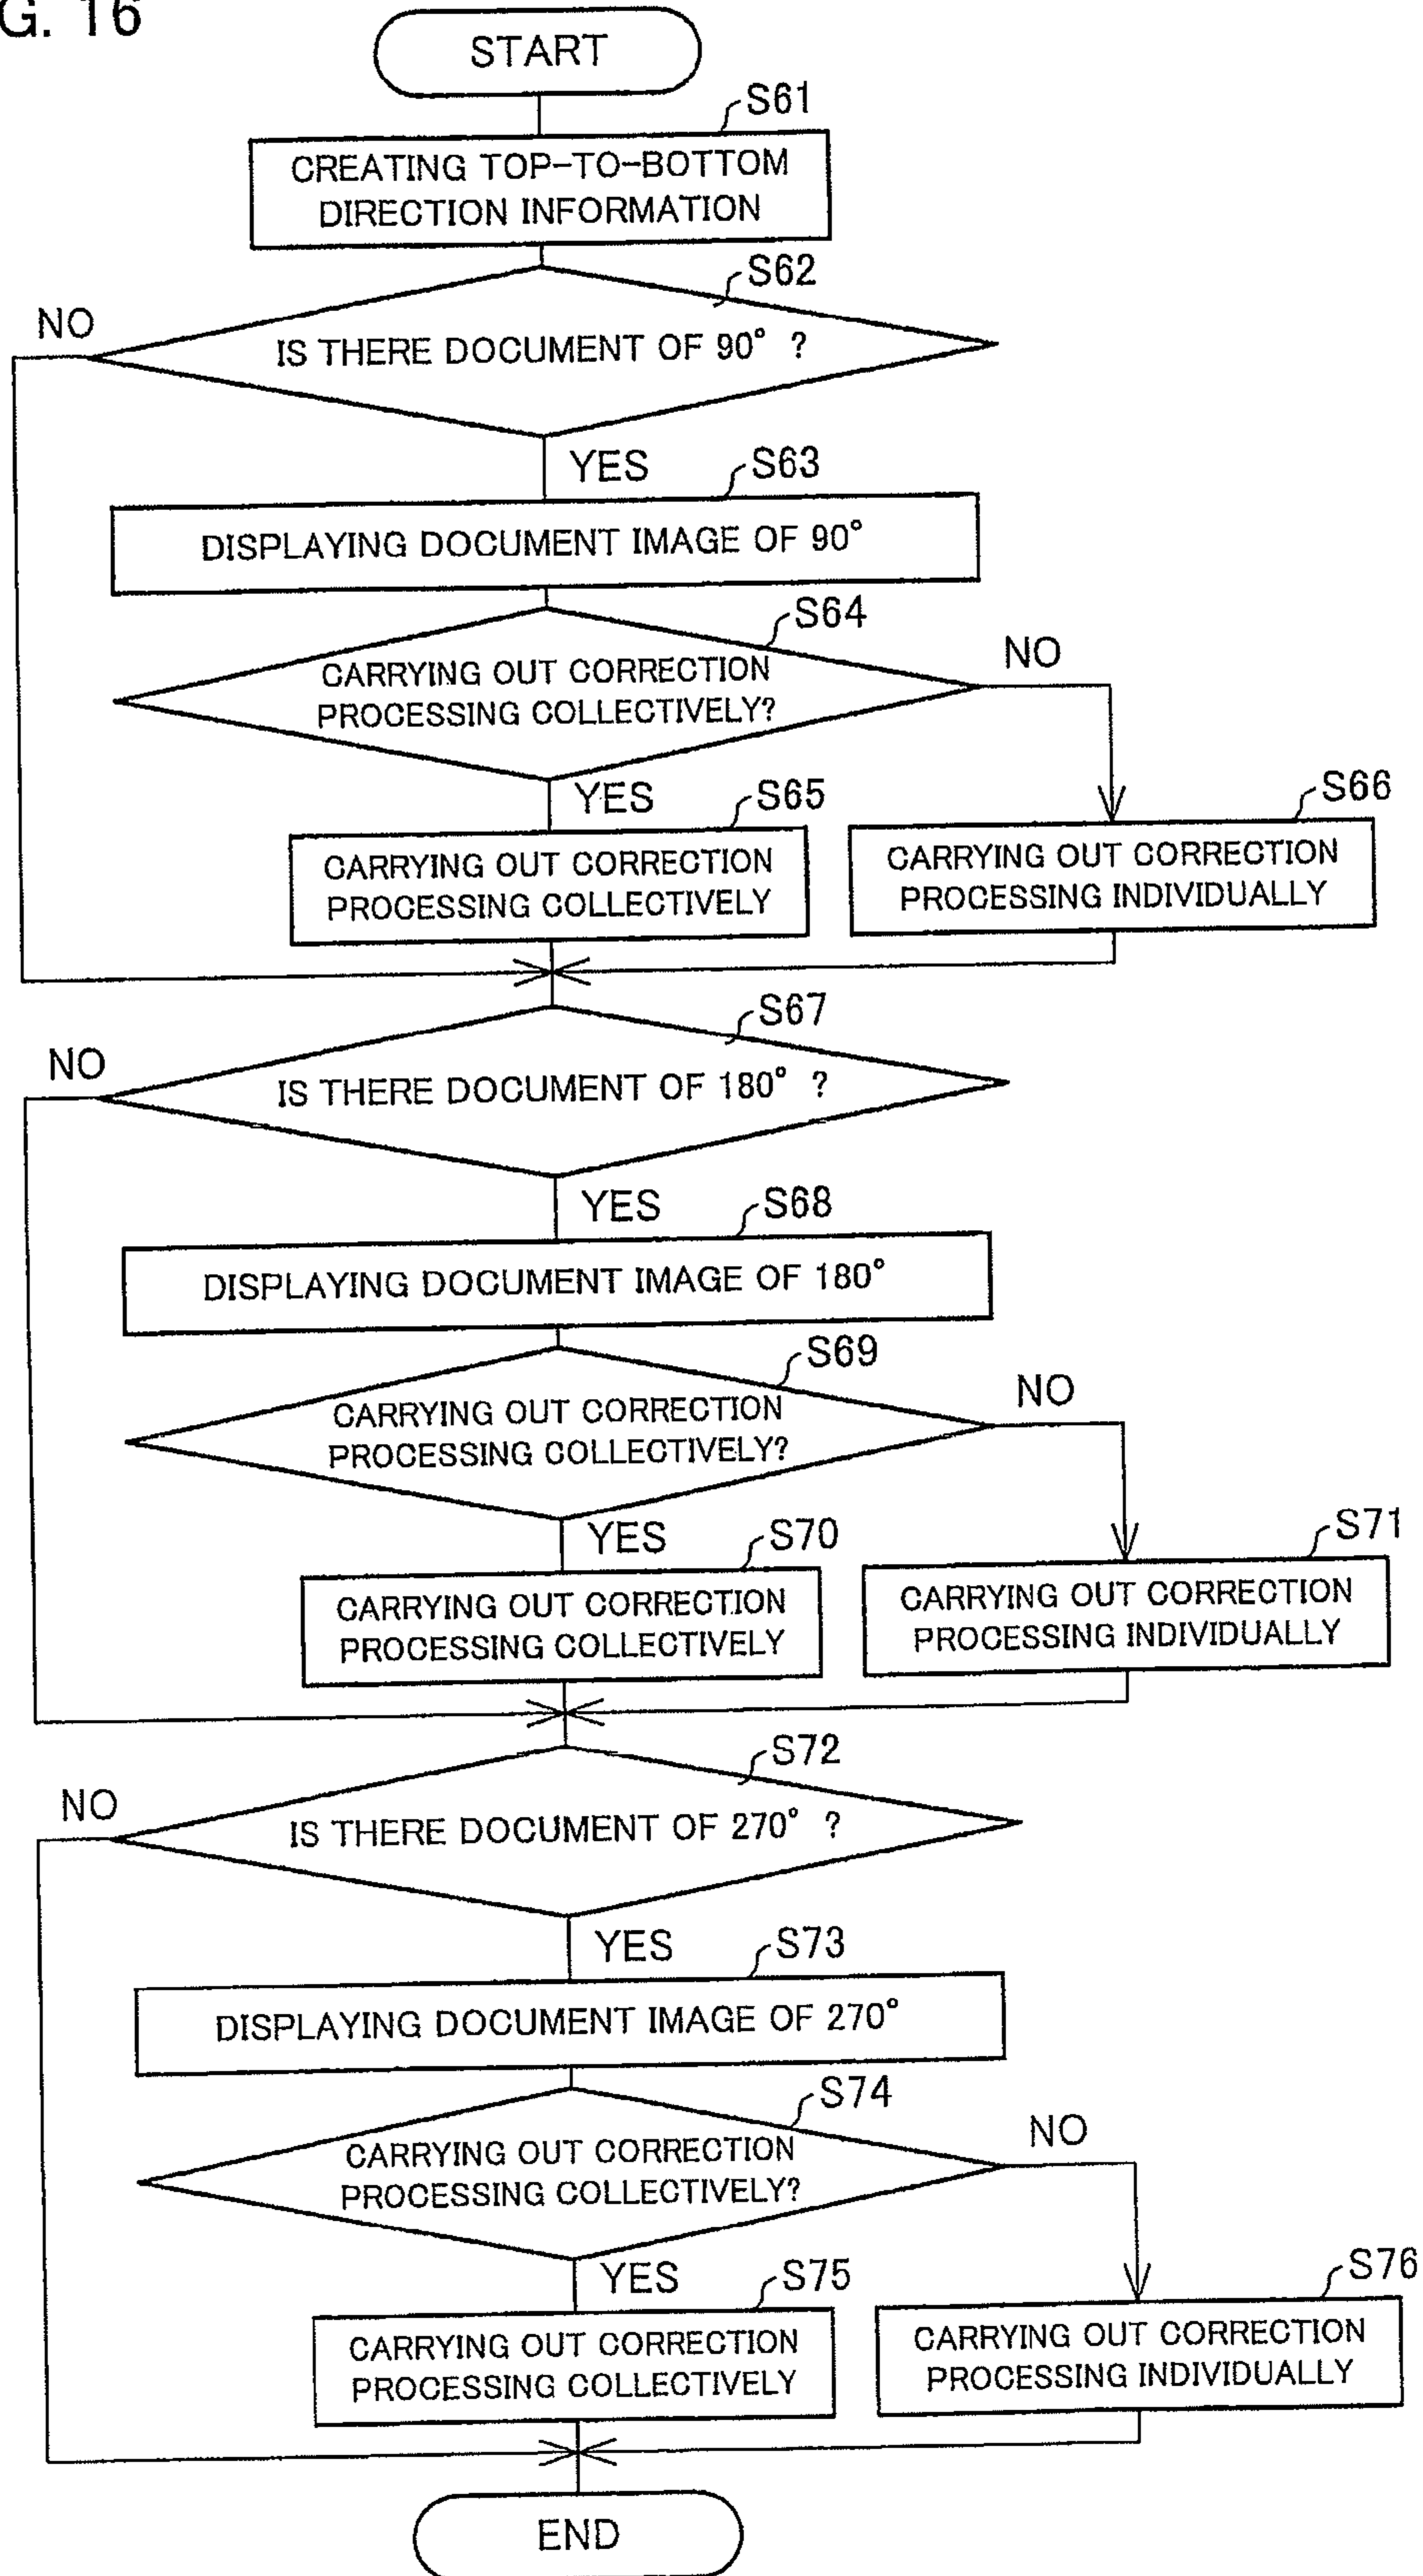 G. 16
START
S61
CREATING TOP-TO-BOTTOM
DIRECTION INFORMATION
S62
NO
IS THERE DOCUMENT OF 90° ?
YES
S63
DISPLAYING DOCUMENT IMAGE OF 90°
S64
NO
CARRYING OUT CORRECTION
PROCESSING COLLECTIVELY?
YES
S65
S66
CARRYING OUT CORRECTION
PROCESSING COLLECTIVELY
CARRYING OUT CORRECTION
PROCESSING INDIVIDUALLY
S67
NO
IS THERE DOCUMENT OF 180° ?
YES
S68
DISPLAYING DOCUMENT IMAGE OF 180°
S69
NO
CARRYING OUT CORRECTION
PROCESSING COLLECTIVELY?
YES
S70
S71
CARRYING OUT CORRECTION
PROCESSING COLLECTIVELY
CARRYING OUT CORRECTION
PROCESSING INDIVIDUALLY
S72
NO
IS THERE DOCUMENT OF 270° ?
YES
S73
DISPLAYING DOCUMENT IMAGE OF 270°
S74
NO
CARRYING OUT CORRECTION
PROCESSING COLLECTIVELY?
YES
S75
S76
CARRYING OUT CORRECTION
PROCESSING COLLECTIVELY
CARRYING OUT CORRECTION
PROCESSING INDIVIDUALLY
END